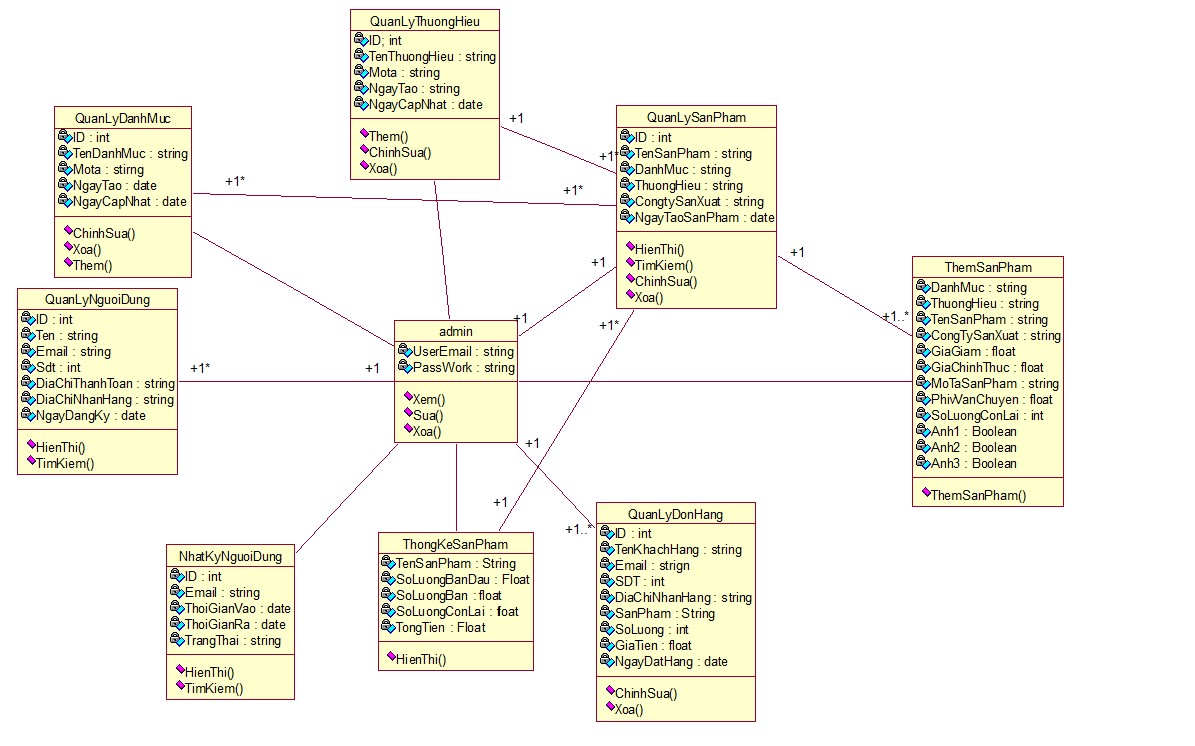 QuanLyThuongHieu
ID; int
TenThuongHieu : string
Mota : string
NgayTao : string
NgayCapNhat : date
Them()
ChinhSua()
Xoa()
QuanLyDanhMuc
ID : int
TenDanhMuc : string
Mota : stirng
NgayTao : date
NgayCapNhat : date
ChinhSua()
Xoa()
Them()
QuanLySanPham
ID : int
TenSanPham : string
DanhMuc : string
ThuongHieu : string
CongtySanXuat : string
NgayTaoSanPham : date
HienThi()
TimKiem()
ChinhSua()
Xoa()
+1
+1*
+1*
+1*
+1
+1
+1
+1..*
+1*
+1
+1*
+1
+1
+1..*
ThemSanPham
DanhMuc : string
ThuongHieu : string
TenSanPham : string
CongTySanXuat : string
GiaGiam : float
GiaChinhThuc : float
MoTaSanPham : string
PhivVanChuyen : float
SoLuongConLai : int
Anh1 : Boolean
Anh2 : Boolean
Anh3 : Boolean
ThemSanPham()
QuanLyNguoiDung
ID : int
Ten : string
Email : string
Sdt : int
DiaChiThanhToan : string
DiaChiNhanHang : string
NgayDangKy : date
HienThi()
TimKiem()
admin
UserEmail : string
PassWork : string
Xem()
Sua()
Xoa()
NhatKyNguoiDung
ID : int
Email : string
ThoiGianVao : date
ThoiGianRa : date
TrangThai : string
HienThi()
TimKiem()
ThongKeSanPham
TenSanPham : String
SoLuongBanDau : Float
SoLuongBan : float
SoLuongConLai : float
TongTien : Float
HienThi()
QuanLyDonHang
ID : int
TenKhachHang : string
Email : strign
SDT : int
DiaChiNhanHang : string
SanPham : String
SoLuong : int
GiaTien : float
NgayDatHang : date
ChinhSua()
Xoa()